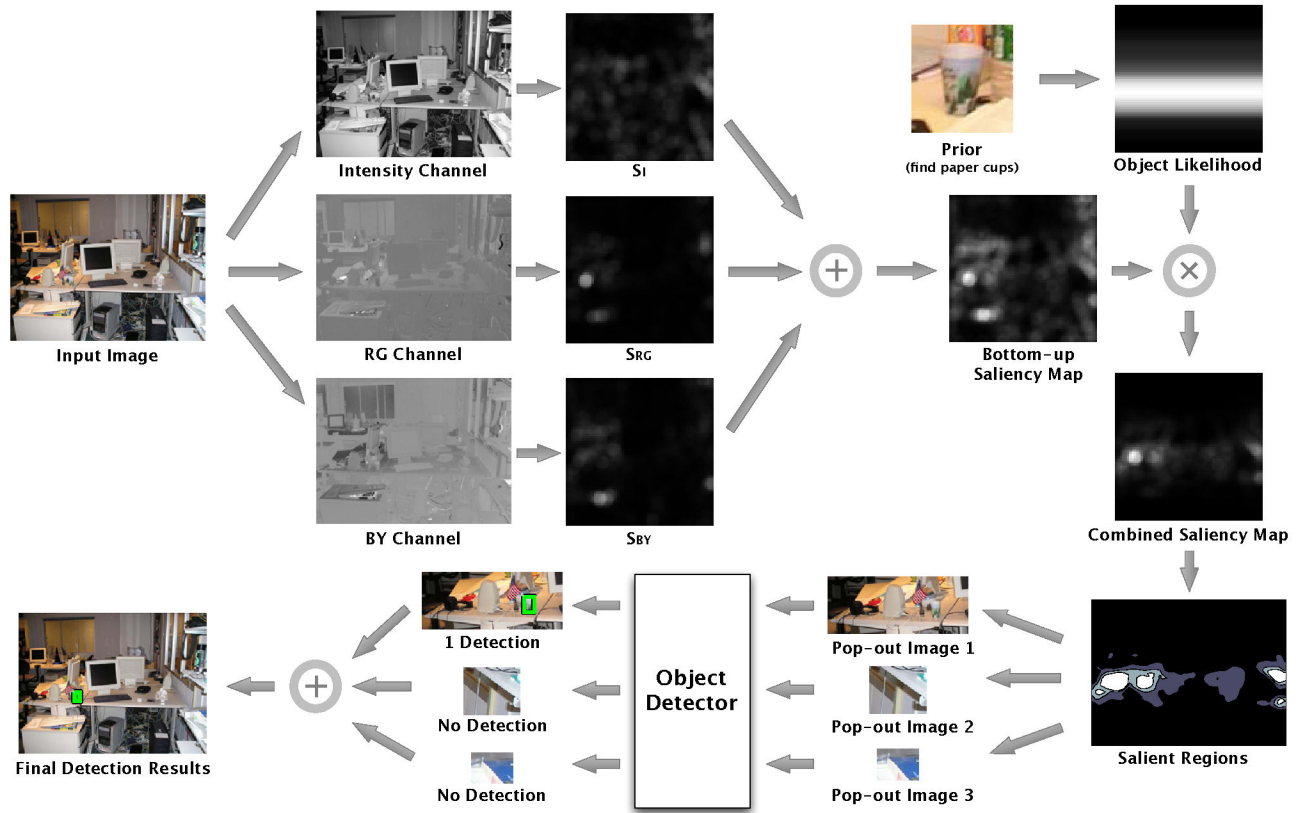 Intensity Channel
SI
Prior
(find paper cups)
Object Likelihood
Input Image
RG Channel
SRG
+
×
Bottom-up
Saliency Map
BY Channel
SBY
Combined Saliency Map
1 Detection
Object
Detector
Pop-out Image 1
+
No Detection
Pop-out Image 2
Final Detection Results
No Detection
Pop-out Image 3
Salient Regions